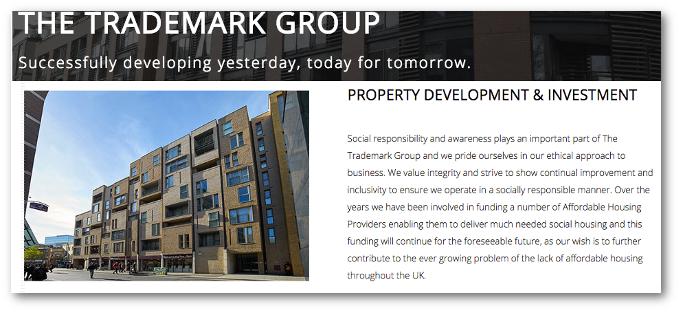 THE TRADEMARK GROUP
Successfully developing yesterday, today for tomorrow.
PROPERTY DEVELOPMENT & INVESTMENT
Social responsibility and awareness plays an important part of The
Trademark Group and we pride ourselves in our ethical approach to
business. We value integrity and strive to show continual improvement and
inclusivity to ensure we operate in a socially responsible manner. Over the
years we have been involved in funding a number of Affordable Housing
Providers enabling them to deliver much needed social housing and this
funding will continue for the foreseeable future, as our wish is to further
contribute to the ever growing problem of the lack of affordable housing
throughout the UK.